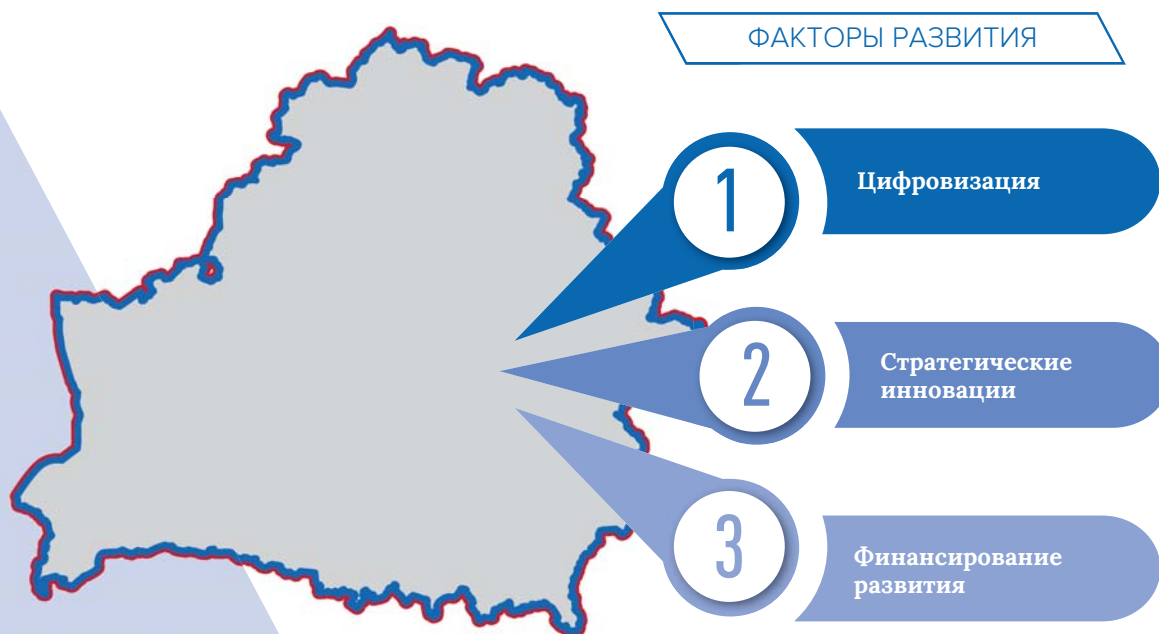 ФАКТОРЫ РАЗВИТИЯ
1
Цифровизация
2
Стратегические
инновации
3
Финансирование
развития